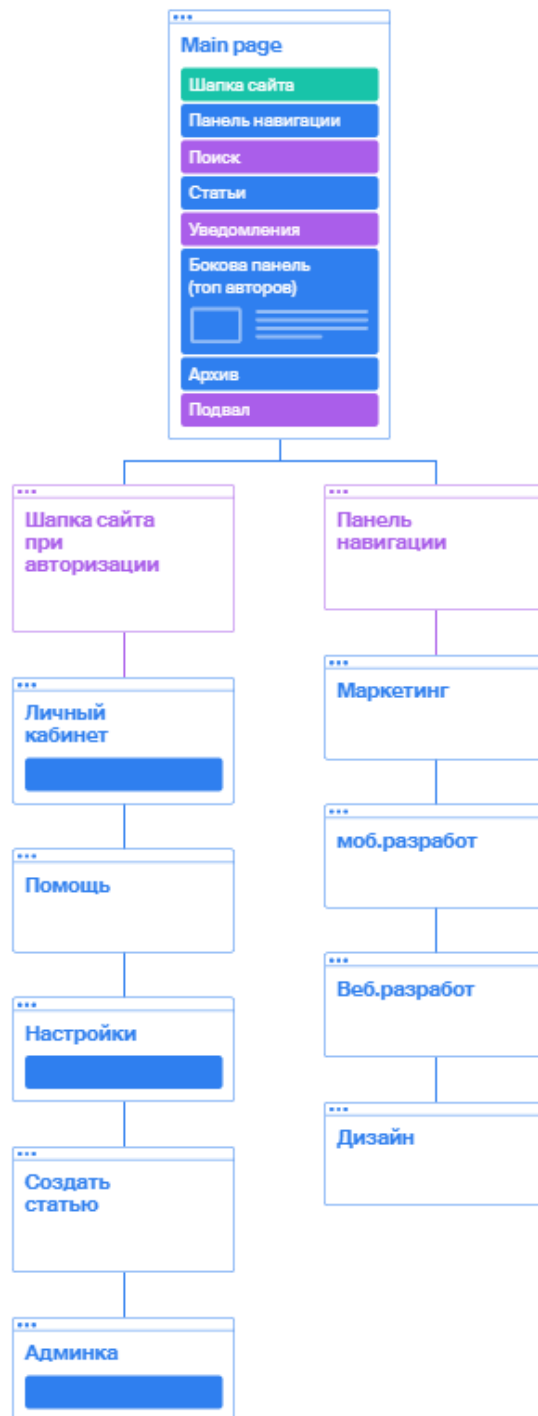 Main page
Шапка сайта
Панель навигации
Поиск
Статьи
Уведомления
Бокова панель
(топ авторов)
Архив
Подвал
Шапка сайта
при
авторизации
Личный
кабинет
Помощь
Настройки
Создать
статью
Админка
Панель
навигации
Маркетинг
моб.разработ
Веб.разработ
Дизайн